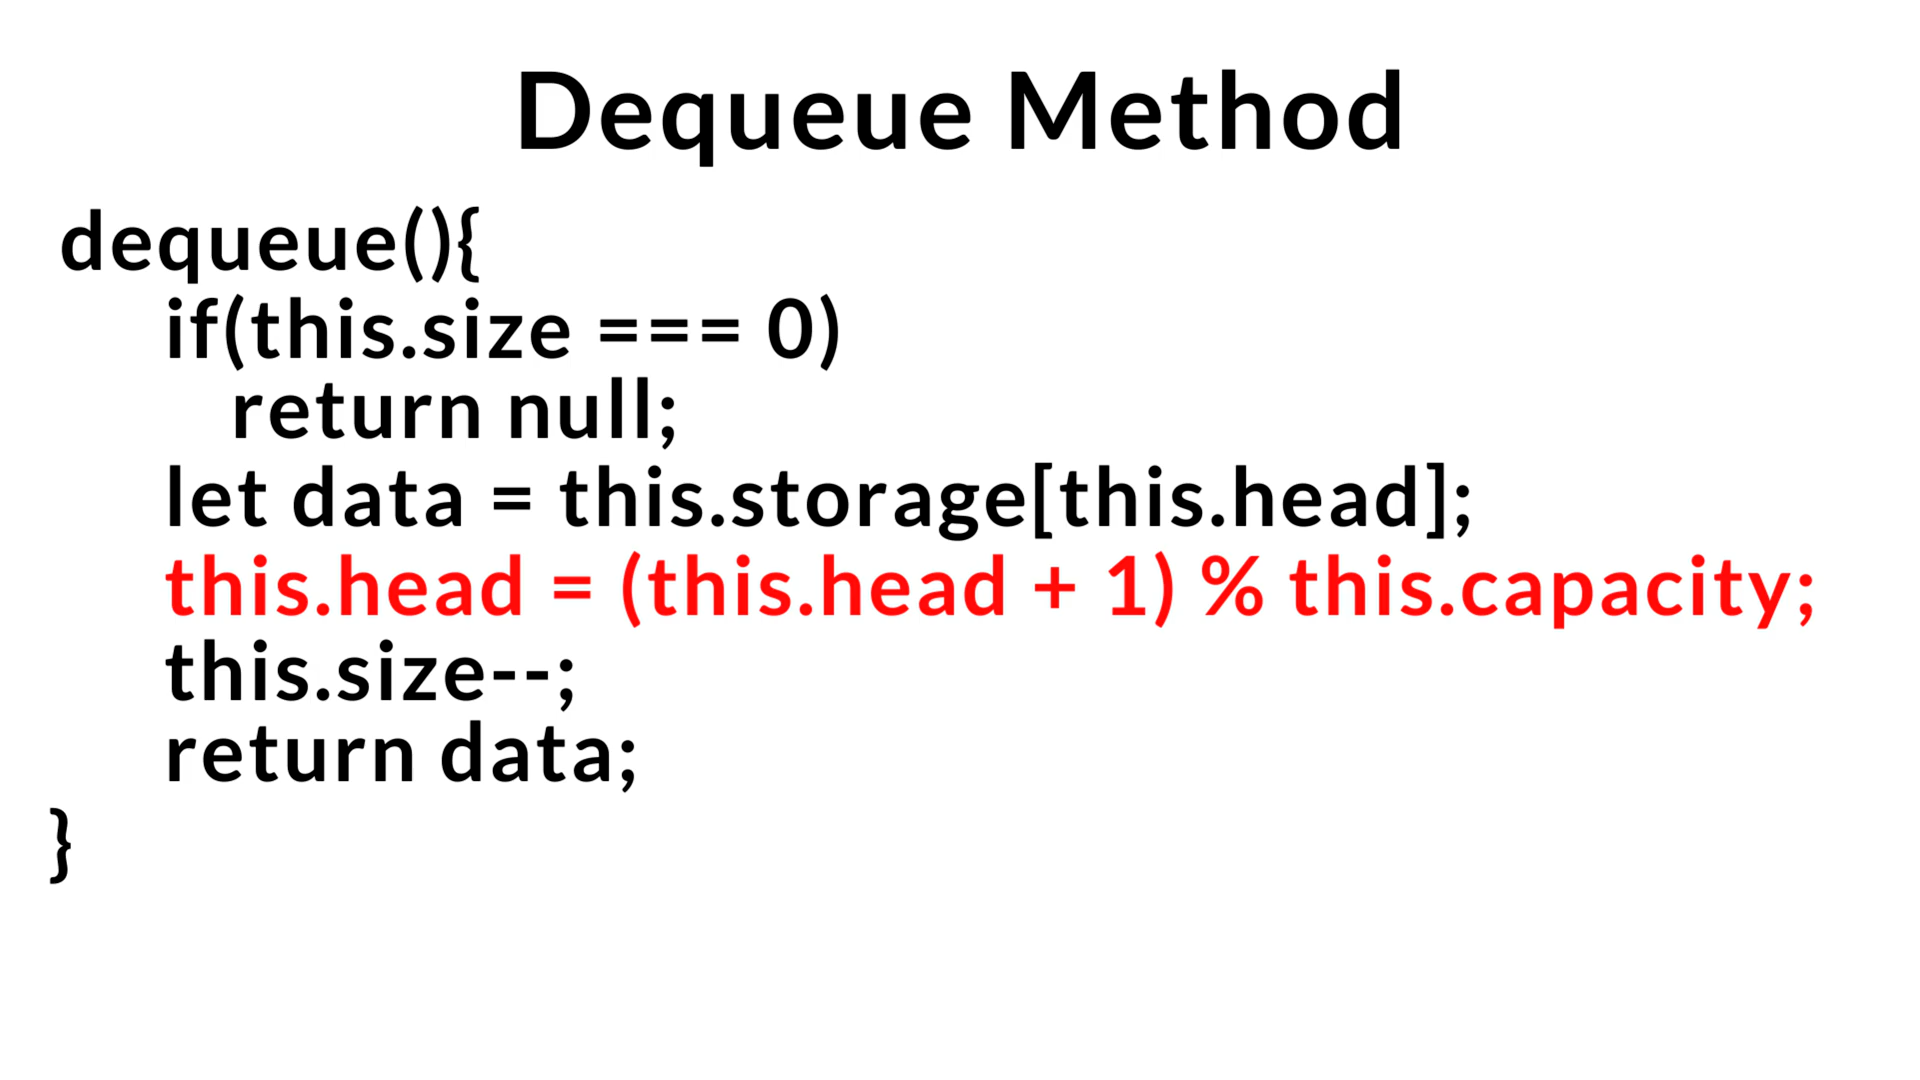 Dequeue Method
dequeue(){
if(this.size === 0)
return null;
let data = this.storage[this.head];
this.head = (this.head + 1) % this.capacity;
this.size--;
return data;
}